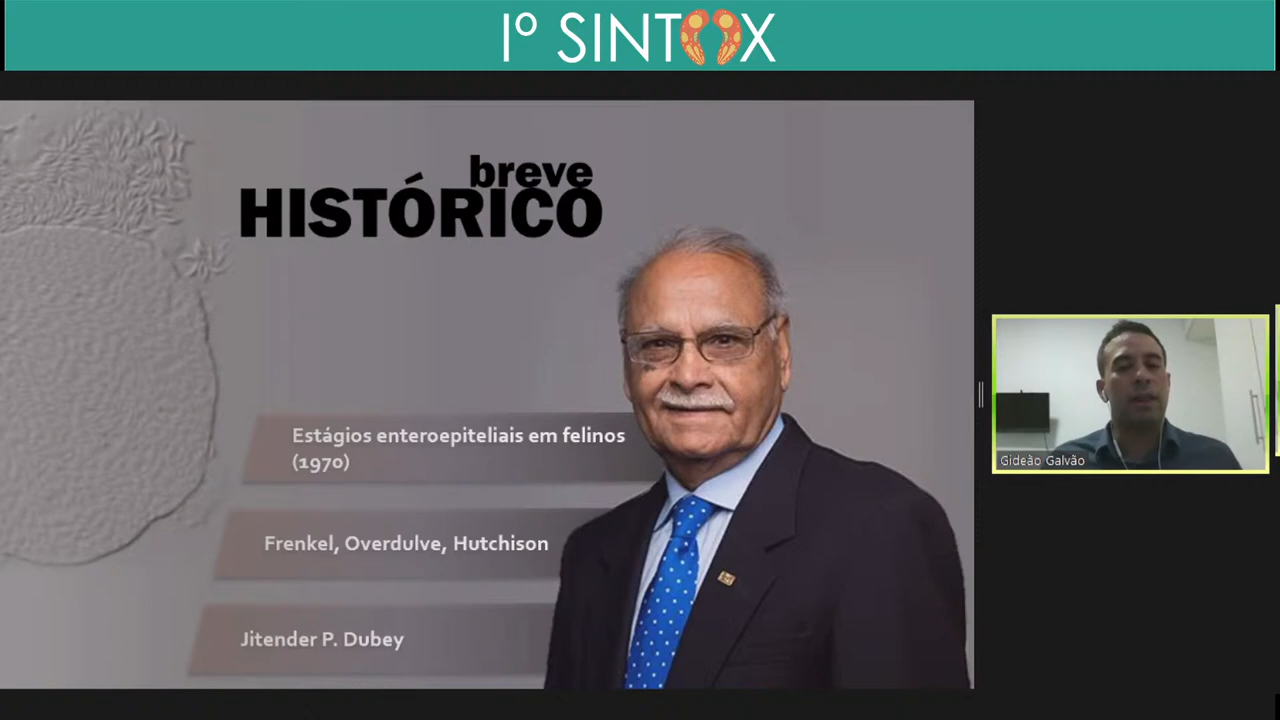 Iº SINTOX
breve
HISTÓRICO
Estágios enteroepiteliais em felinos
(1970)
Frenkel, Overdulve, Hutchison
Jitender P. Dubey
Gideão Galvão